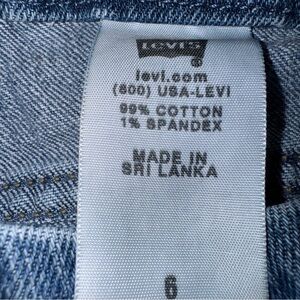 LEVI'S
levi.com
(800) USA-LEVI
99% COTTON
1% SPANDEX
MADE IN
SRI LANKA
6